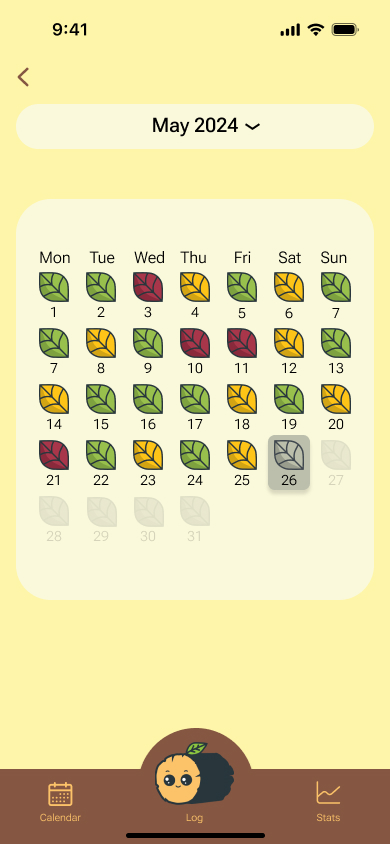 9:41
May 2024
Mon Tue Wed Thu Fri Sat Sun
1 2 3 4 5 6 7
7 8 9 10 11 12 13
14 15 16 17 18 19 20
21 22 23 24 25 26 27
28 29 30 31
Calendar Log Stats